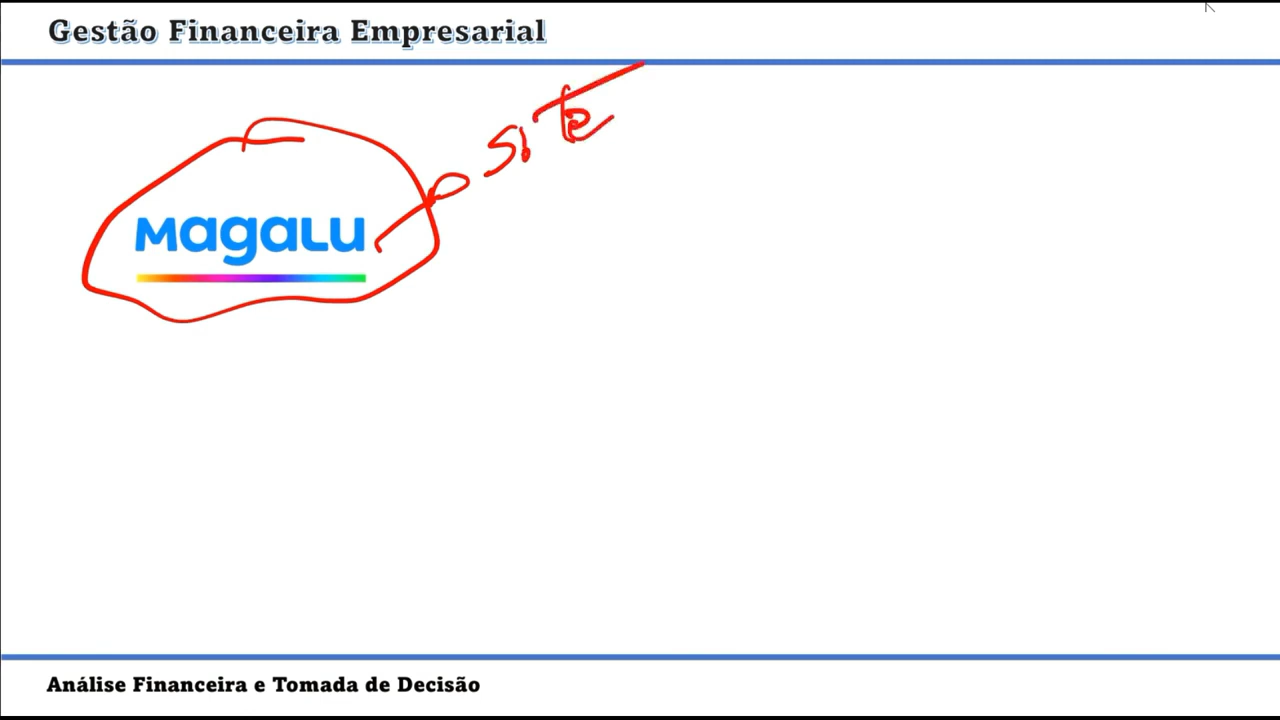 Gestão Financeira Empresarial
site
Magalu
Análise Financeira e Tomada de Decisão